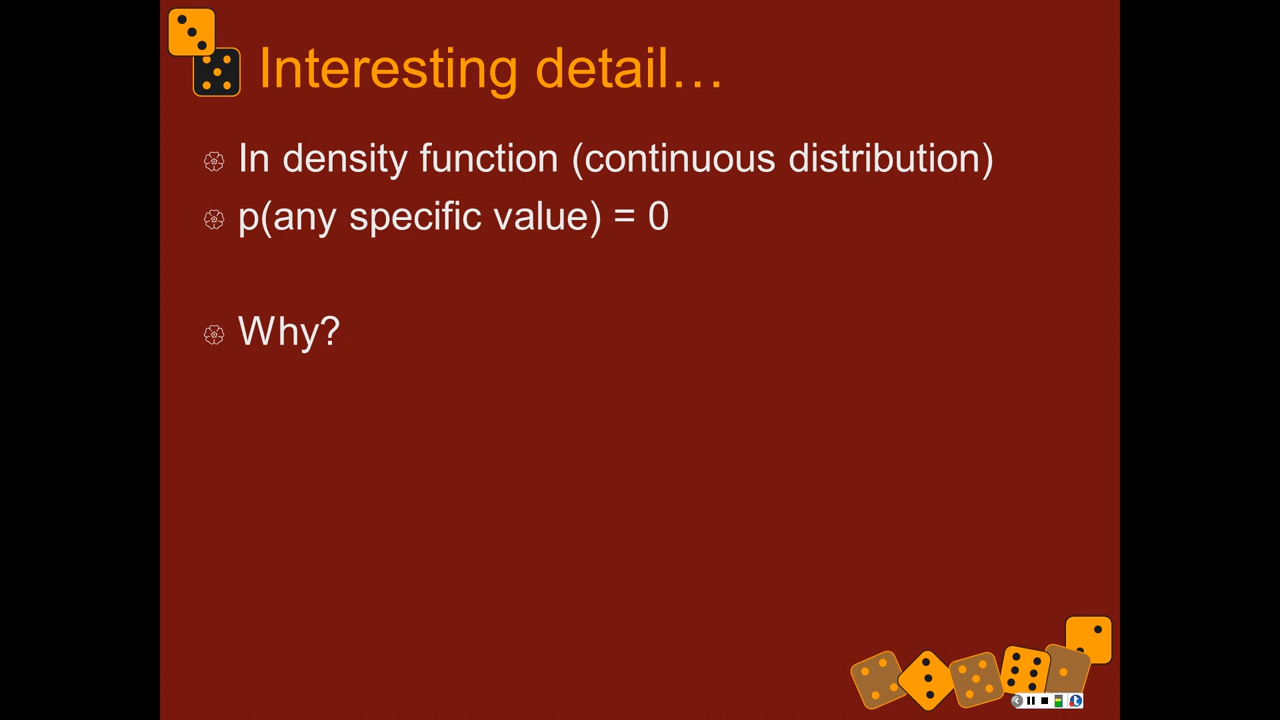 Interesting detail…
In density function (continuous distribution)
p(any specific value) = 0
Why?